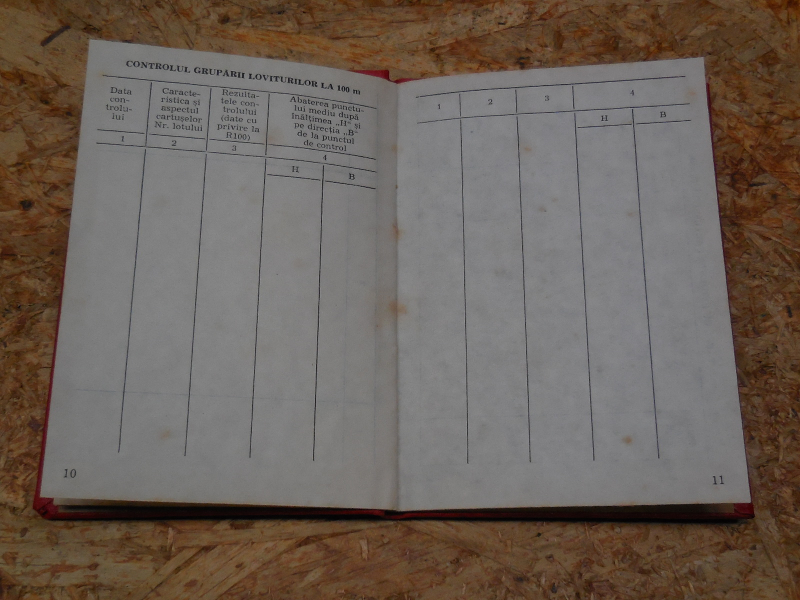 CONTROLUL GRUPĂRII LOVITURILOR LA 100 m
Data
con-
trolu-
lui
Caracte-
ristica și
aspectul
cartușelor
Nr. lotului
Rezulta-
tele con-
trolului
(date cu
privire la
R100)
Abaterea punctu-
lui mediu după
înălțimea „H“ și
pe direcția „B“
de la punctul
de control
1 2 3 4
H B
10
1 2 3 4
H B
11